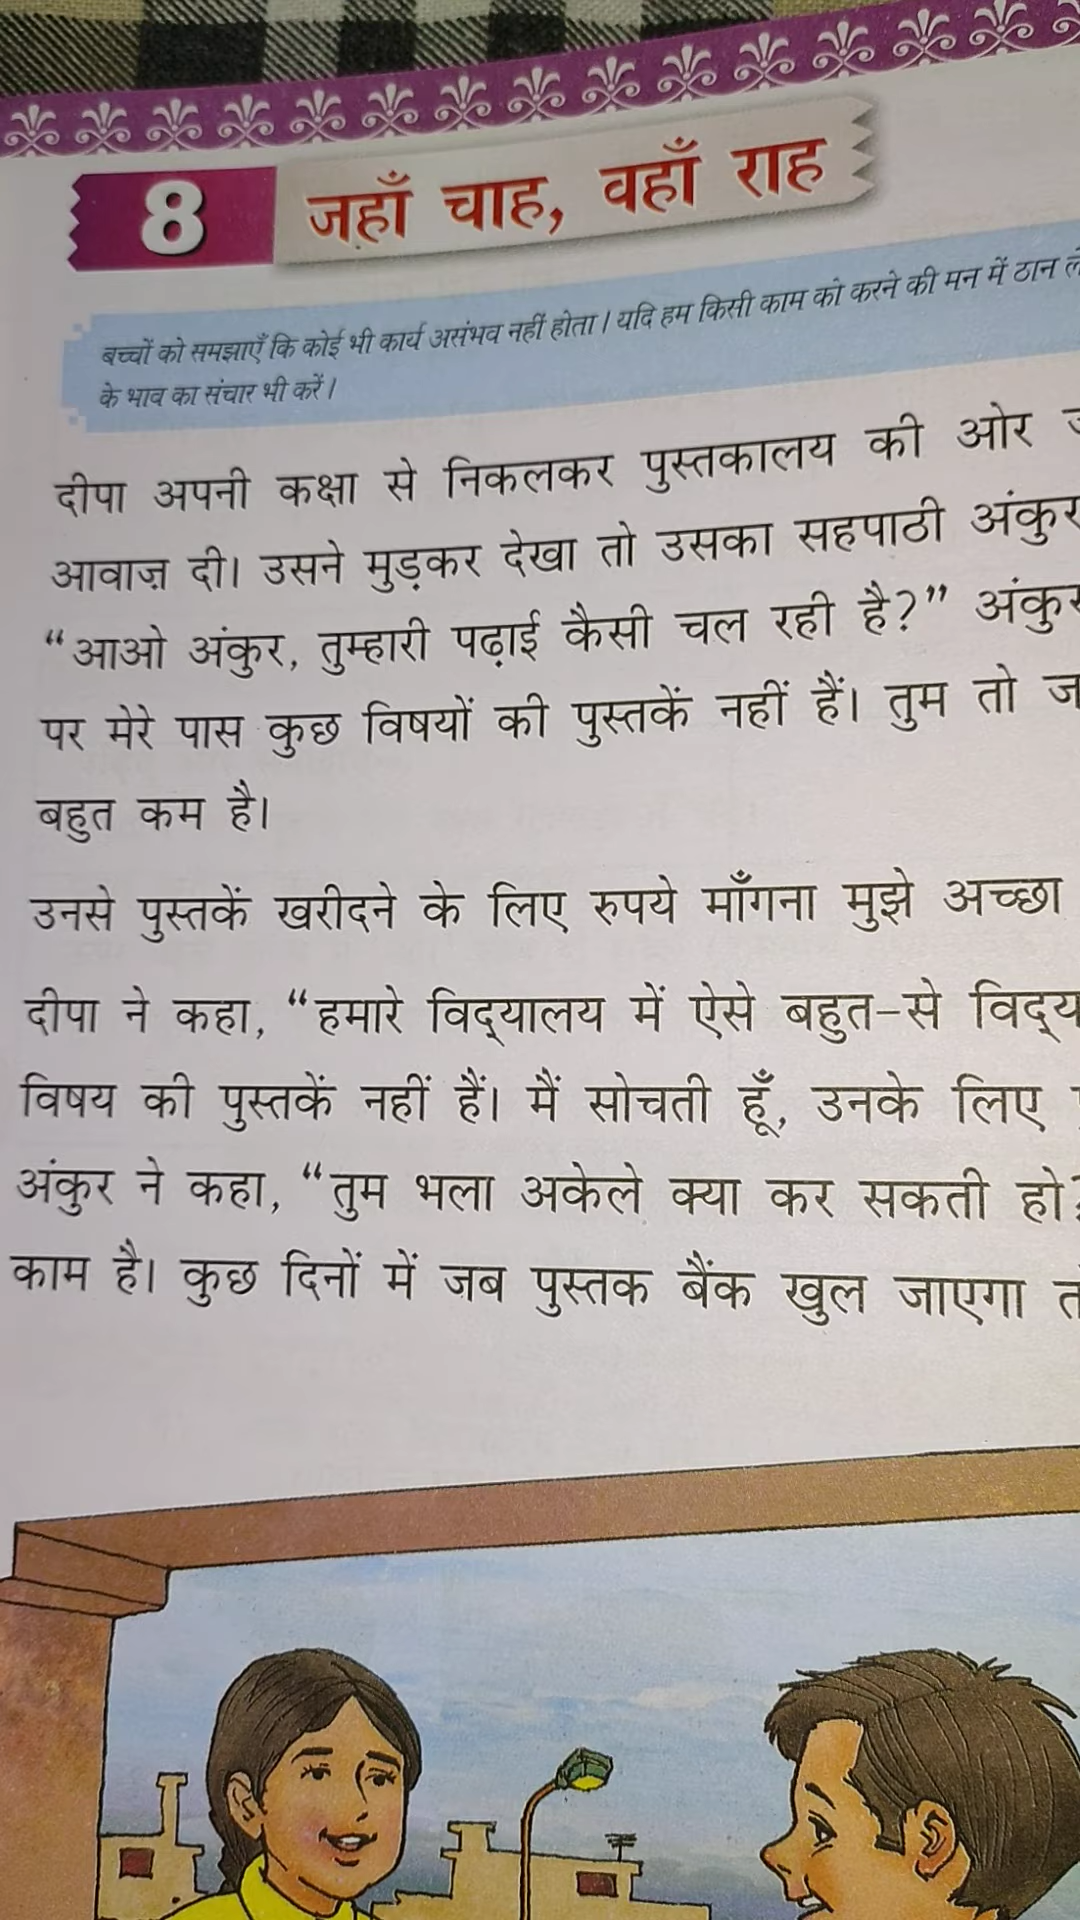 8 जहाँ चाह, वहाँ राह
बच्चों को समझाएँ कि कोई भी कार्य असंभव नहीं होता। यदि हम किसी काम को करने की मन में ठान
के भाव का संचार भी करें।
दीपा अपनी कक्षा से निकलकर पुस्तकालय की ओर
आवाज़ दी। उसने मुड़कर देखा तो उसका सहपाठी अंकुर
“आओ अंकुर, तुम्हारी पढ़ाई कैसी चल रही है?” अंकुर
पर मेरे पास कुछ विषयों की पुस्तकें नहीं हैं। तुम तो
बहुत कम है।
उनसे पुस्तकें खरीदने के लिए रुपये माँगना मुझे अच्छा
दीपा ने कहा, “हमारे विद्यालय में ऐसे बहुत-से
विषय की पुस्तकें नहीं हैं। मैं सोचती हूँ, उनके लिए
अंकुर ने कहा, “तुम भला अकेले क्या कर सकती हो?
काम है। कुछ दिनों में जब पुस्तक बैंक खुल जाएगा